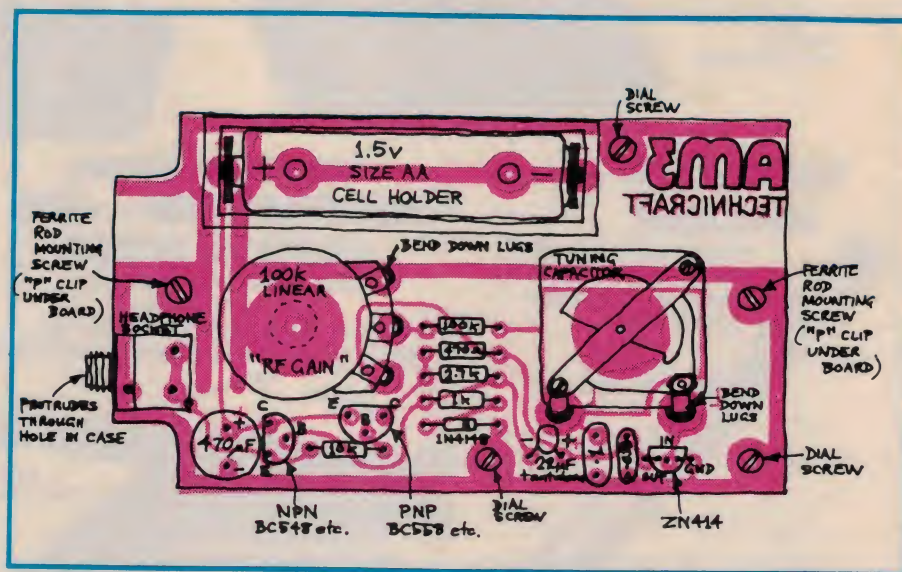 DIAL
SCREW
AM3
TECHNICRAFT
1.5v
SIZE AA
CELL HOLDER
+
-
FERRITE
ROD
MOUNTING
SCREW
("P" CLIP
UNDER
BOARD)
BEND DOWN LUGS
100k
LINEAR
"RF GAIN"
TUNING
CAPACITOR
FERRITE
ROD
MOUNTING
SCREW
("P" CLIP
UNDER
BOARD)
HEADPHONE
SOCKET
PROTRUDES
THROUGH
HOLE IN CASE
100k
470Ω
1k
1N4148
BEND
DOWN
LUGS
+
470µF
-
C
B
E
10k
E
B
C
-
+
22µF
TANTALUM
IN
OUT
GND
DIAL
SCREW
NPN
BC548 etc.
PNP
BC558 etc.
DIAL
SCREW
ZN414